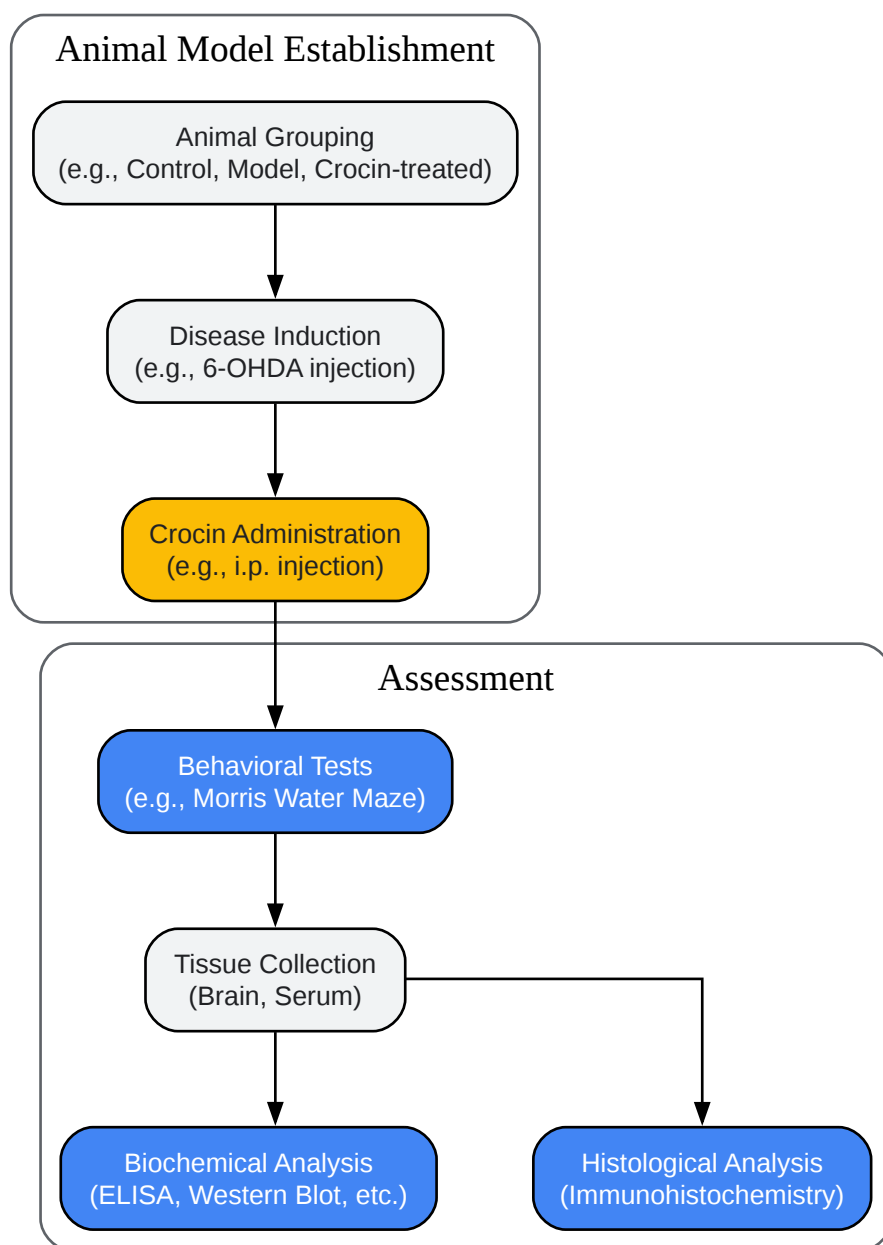 Animal Model Establishment
Animal Grouping
(e.g., Control, Model, Crocin-treated)
Disease Induction
(e.g., 6-OHDA injection)
Crocin Administration
(e.g., i.p. injection)
Assessment
Behavioral Tests
(e.g., Morris Water Maze)
Tissue Collection
(Brain, Serum)
Biochemical Analysis
(ELISA, Western Blot, etc.)
Histological Analysis
(Immunohistochemistry)